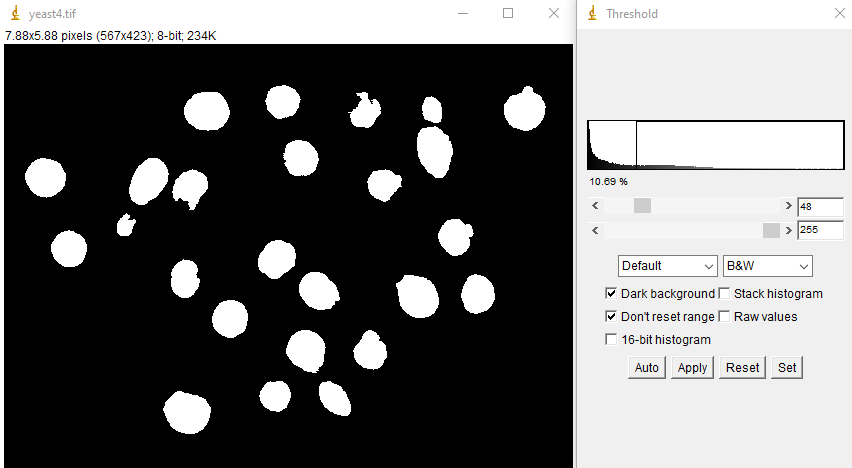 yeast4.tif
7.88x5.88 pixels (567x423); 8-bit; 234K
Threshold
10.69 %
48
255
Default B&W
Dark background Stack histogram
Don't reset range Raw values
16-bit histogram
Auto Apply Reset Set